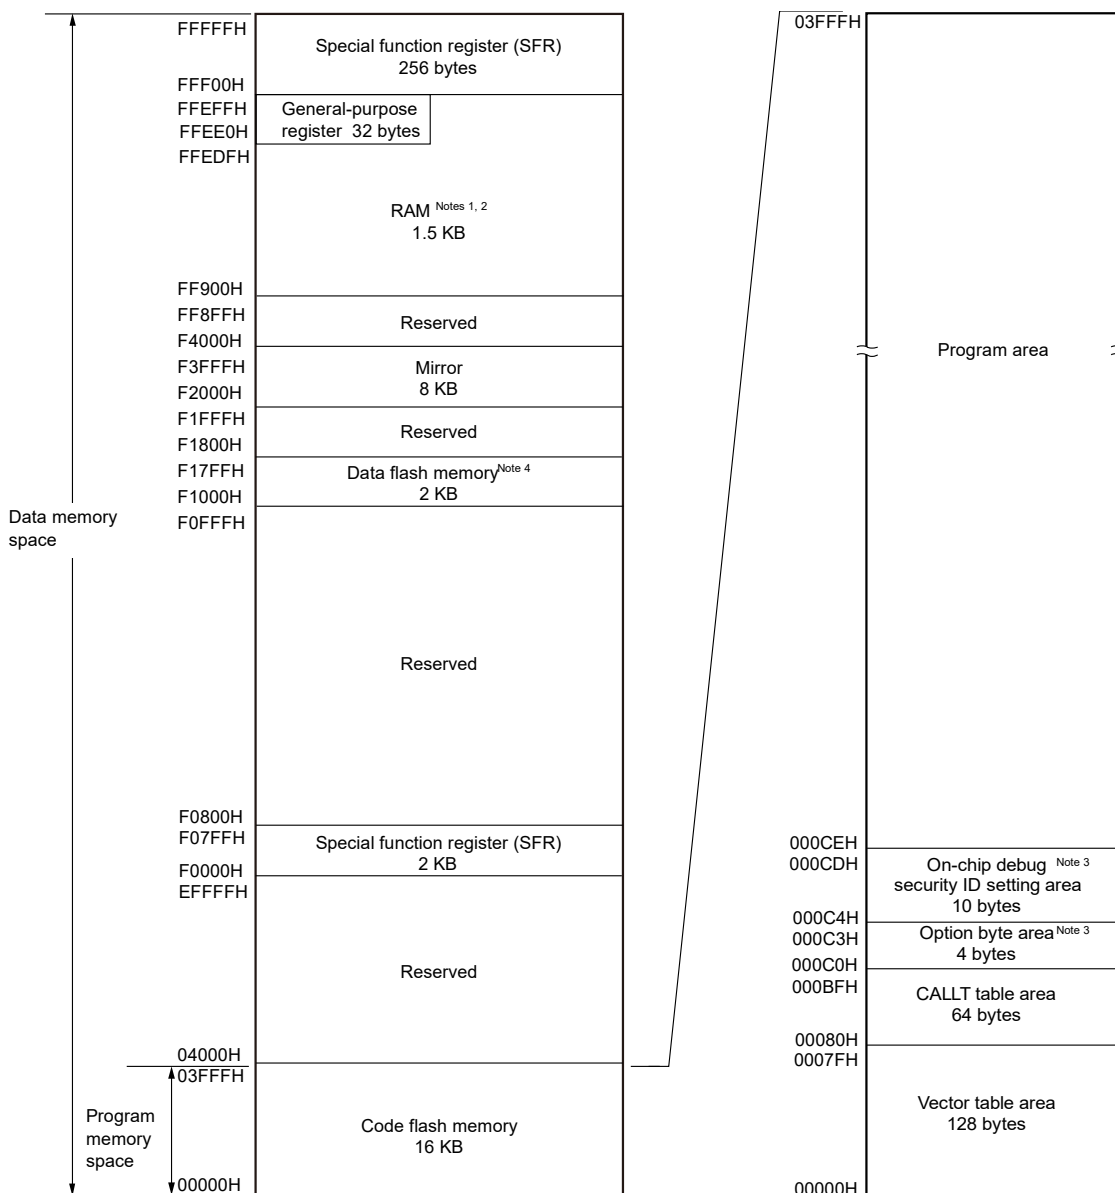 FFFFFH
Special function register (SFR)
256 bytes
FFF00H
FFEFFH
General-purpose
register 32 bytes
FFEE0H
FFEDFH
RAM Notes 1, 2
1.5 KB
FF900H
FF8FFH
Reserved
F4000H
F3FFFH
Mirror
8 KB
F2000H
F1FFFH
Reserved
F1800H
F17FFH
Data flash memory Note 4
2 KB
F1000H
F0FFFH
Data memory
space
Reserved
F0800H
F07FFH
Special function register (SFR)
2 KB
F0000H
EFFFFH
Reserved
04000H
03FFFH
Program
memory
space
Code flash memory
16 KB
00000H
03FFFH
Program area
000CEH
000CDH
On-chip debug Note 3
security ID setting area
10 bytes
000C4H
000C3H
Option byte area Note 3
4 bytes
000C0H
000BFH
CALLT table area
64 bytes
00080H
0007FH
Vector table area
128 bytes
00000H